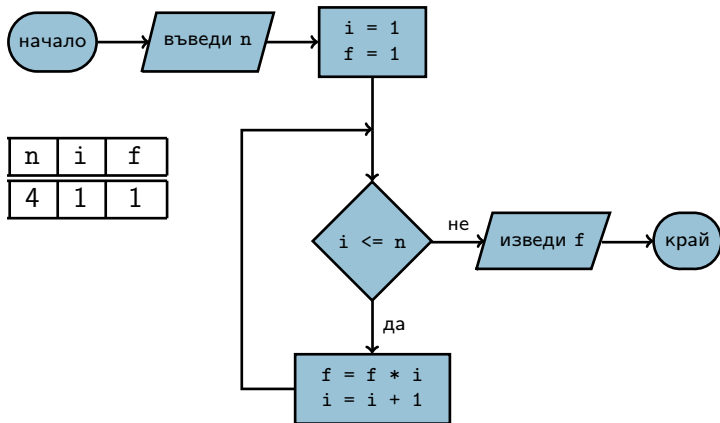 начало
въведи n
i = 1
f = 1
n i f
4 1 1
i <= n
не
изведи f
край
да
f = f * i
i = i + 1